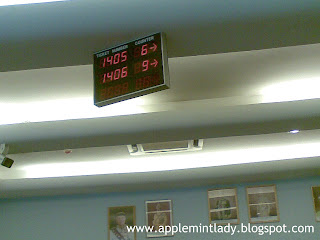 TICKET NUMBER COUNTER
1405 6→
1406 9→
www.applemintlady.blogspot.com